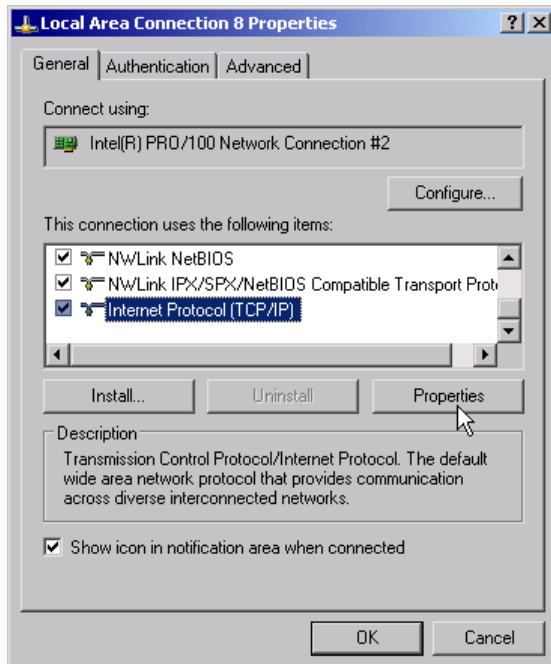 Local Area Connection 8 Properties
General Authentication Advanced
Connect using:
Intel(R) PRO/100 Network Connection #2
Configure...
This connection uses the following items:
NWLink NetBIOS
NWLink IPX/SPX/NetBIOS Compatible Transport Prot
Internet Protocol (TCP/IP)
Install... Uninstall Properties
Description
Transmission Control Protocol/Internet Protocol. The default
wide area network protocol that provides communication
across diverse interconnected networks.
Show icon in notification area when connected
OK Cancel